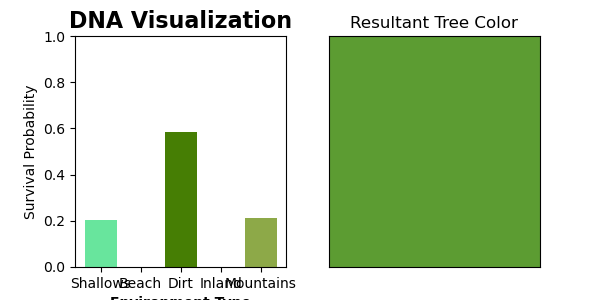 DNA Visualization
Resultant Tree Color
1.0
0.8
0.6
0.4
0.2
0.0
Survival Probability
Shallows Beach Dirt Inland Mountains
Environment Type